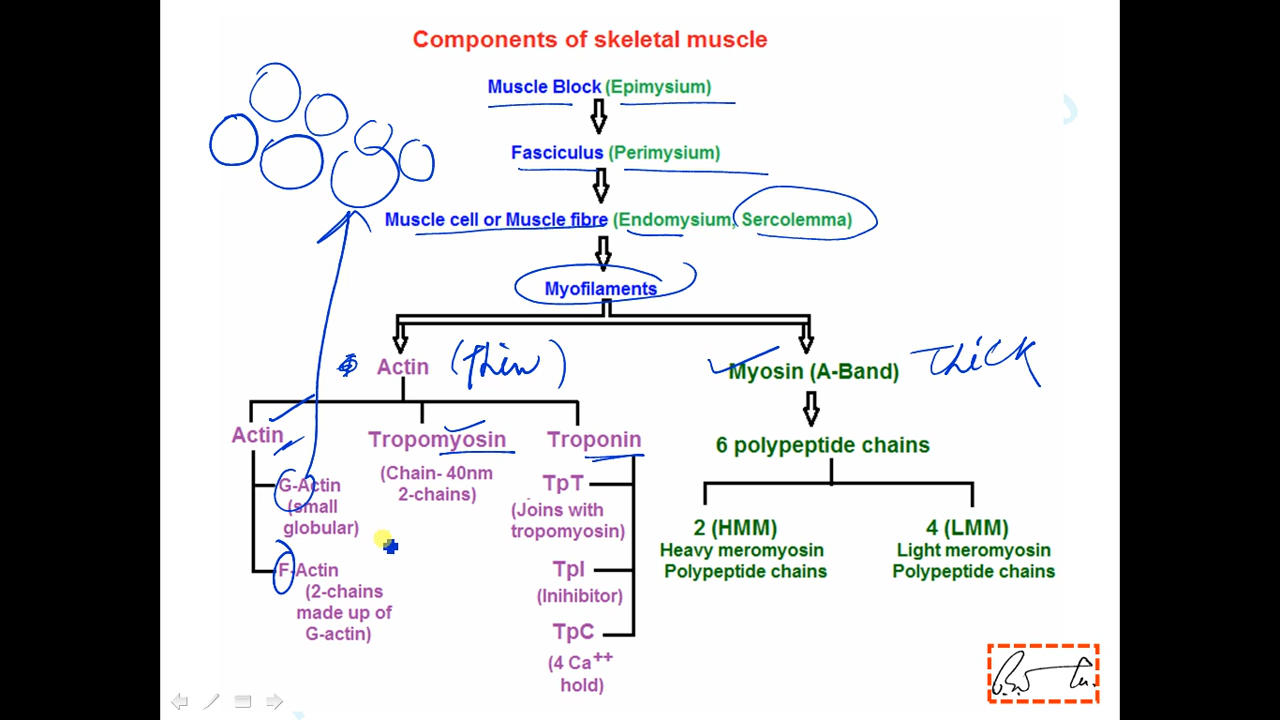 Components of skeletal muscle
Muscle Block (Epimysium)
Fasciculus (Perimysium)
Muscle cell or Muscle fibre (Endomysium, Sercolemma)
Myofilaments
Actin (thin)
Myosin (A-Band) Thick
Actin
Tropomyosin
Troponin
6 polypeptide chains
(Chain- 40nm
2-chains)
G-Actin
(small
globular)
F-Actin
(2-chains
made up of
G-actin)
TpT
(Joins with
tropomyosin)
TpI
(Inihibitor)
TpC
(4 Ca++
hold)
2 (HMM)
Heavy meromyosin
Polypeptide chains
4 (LMM)
Light meromyosin
Polypeptide chains